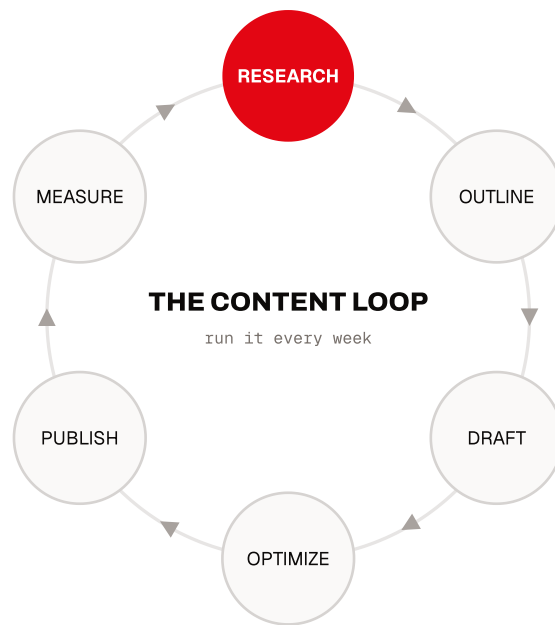 RESEARCH
MEASURE
OUTLINE
THE CONTENT LOOP
run it every week
PUBLISH
DRAFT
OPTIMIZE